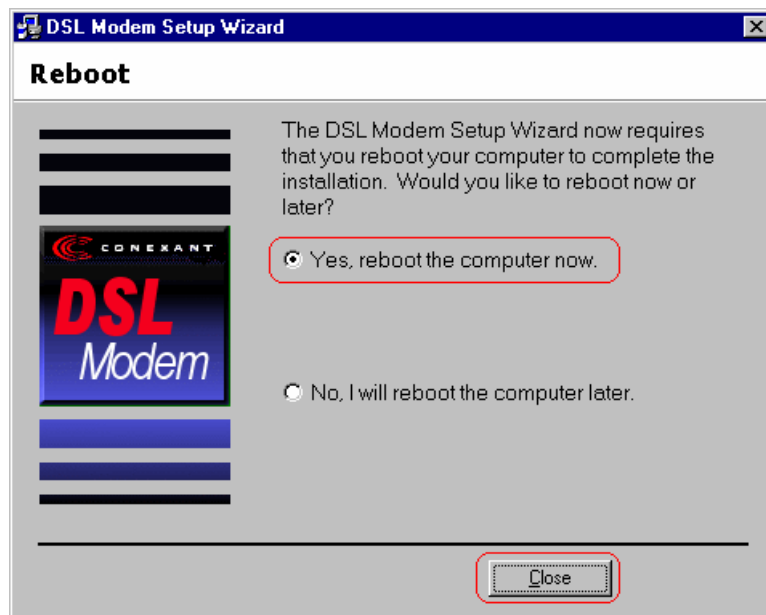 DSL Modem Setup Wizard
Reboot
The DSL Modem Setup Wizard now requires
that you reboot your computer to complete the
installation. Would you like to reboot now or
later?
CONEXANT
DSL
Modem
Yes, reboot the computer now.
No, I will reboot the computer later.
Close